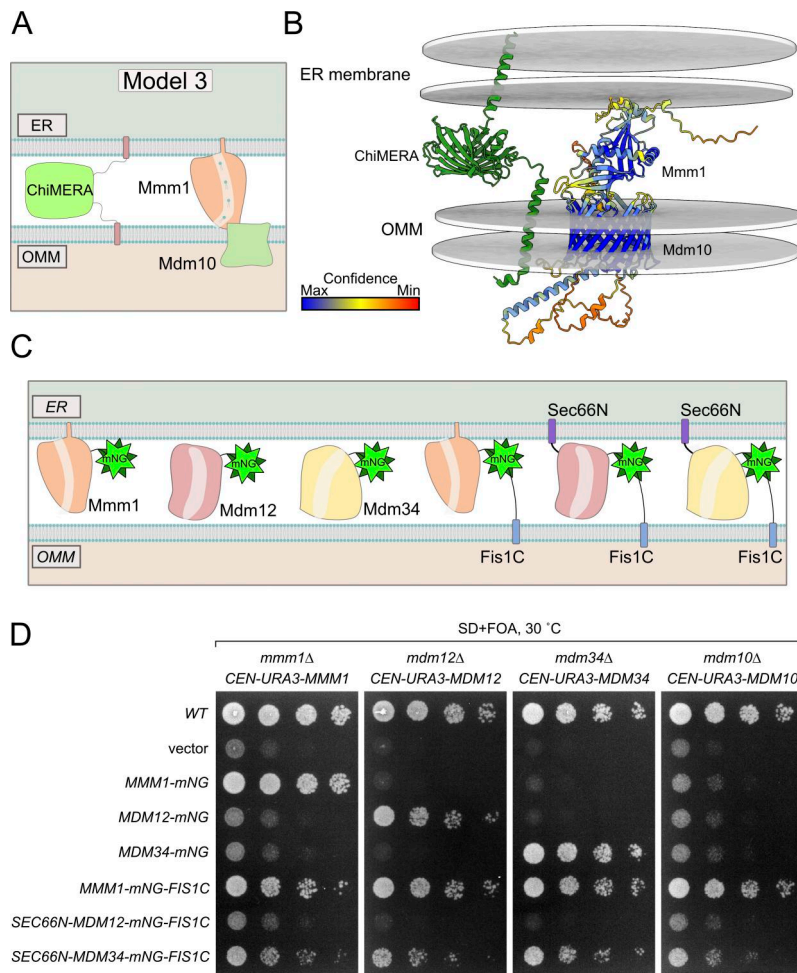 A
Model 3
ER
ChiMERA
Mmm1
OMM
Mdm10
B
ER membrane
ChiMERA
Mmm1
OMM
Mdm10
Confidence
Max Min
C
ER
Sec66N Sec66N
mNG mNG mNG mNG mNG mNG
Mmm1 Mdm12 Mdm34
OMM
Fis1C Fis1C Fis1C
D
SD+FOA, 30 ˚C
mmm1Δ mdm12Δ mdm34Δ mdm10Δ
CEN-URA3-MMM1 CEN-URA3-MDM12 CEN-URA3-MDM34 CEN-URA3-MDM10
WT
vector
MMM1-mNG
MDM12-mNG
MDM34-mNG
MMM1-mNG-FIS1C
SEC66N-MDM12-mNG-FIS1C
SEC66N-MDM34-mNG-FIS1C